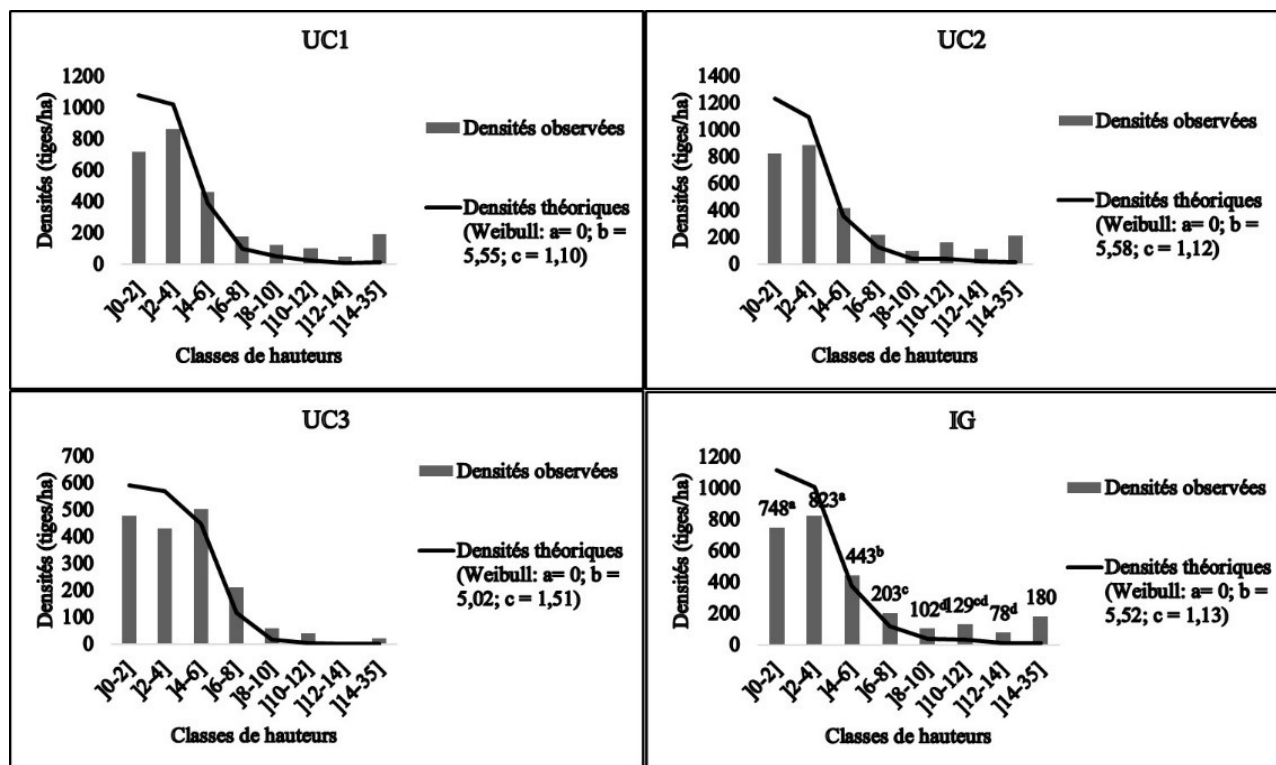 UC1
1200
1000
800
600
400
200
0
Densités (tiges/ha)
]0-2]
]2-4]
]4-6]
]6-8]
]8-10]
]10-12]
]12-14]
]14-35]
Classes de hauteurs
Densités observées
Densités théoriques
(Weibull: a= 0; b =
5,55; c = 1,10)
UC2
1400
1200
1000
800
600
400
200
0
Densités (tiges/ha)
]0-2]
]2-4]
]4-6]
]6-8]
]8-10]
]10-12]
]12-14]
]14-35]
Classes de hauteurs
Densités observées
Densités théoriques
(Weibull: a= 0; b =
5,58; c = 1,12)
UC3
700
600
500
400
300
200
100
0
Densités (tiges/ha)
]0-2]
]2-4]
]4-6]
]6-8]
]8-10]
]10-12]
]12-14]
]14-35]
Classes de hauteurs
Densités observées
Densités théoriques
(Weibull: a= 0; b =
5,02; c = 1,51)
IG
1200
1000
800
600
400
200
0
Densités (tiges/ha)
748ᵃ
823ᵃ
443ᵇ
203ᶜ
102ᵈ
129ᶜᵈ
78ᵈ
180
]0-2]
]2-4]
]4-6]
]6-8]
]8-10]
]10-12]
]12-14]
]14-35]
Classes de hauteurs
Densités observées
Densités théoriques
(Weibull: a= 0; b =
5,52; c = 1,13)